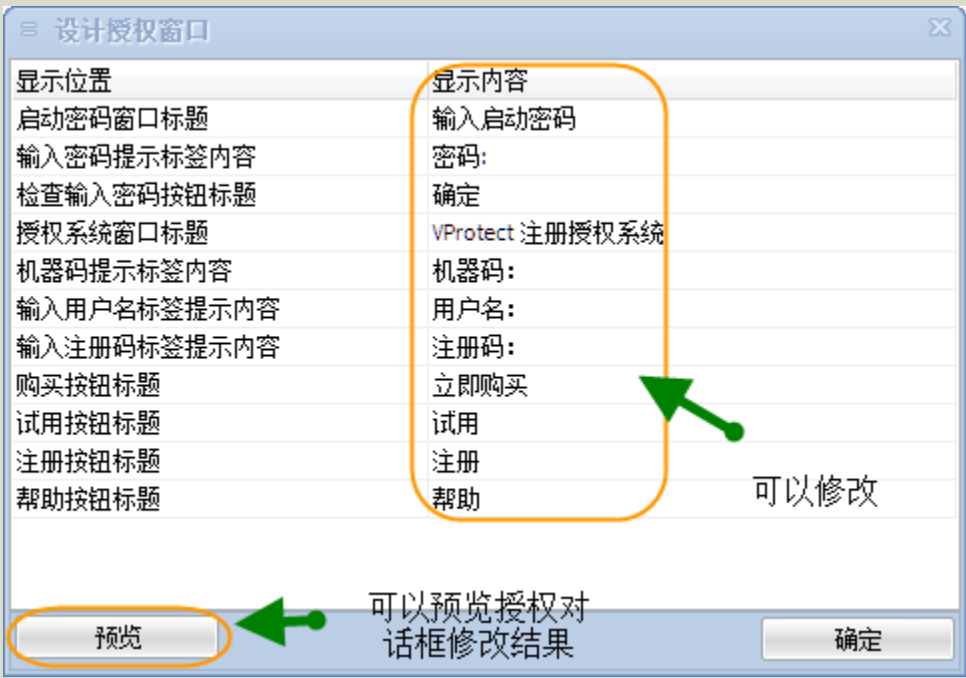 设计授权窗口
显示位置 显示内容
启动密码窗口标题 输入启动密码
输入密码提示标签内容 密码:
检查输入密码按钮标题 确定
授权系统窗口标题 VProtect 注册授权系统
机器码提示标签内容 机器码：
输入用户名标签提示内容 用户名：
输入注册码标签提示内容 注册码：
购买按钮标题 立即购买
试用按钮标题 试用
注册按钮标题 注册
帮助按钮标题 帮助
可以修改
可以预览授权对
话框修改结果
预览 确定